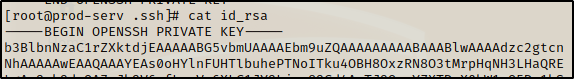 [root@prod-serv .ssh]# cat id_rsa
-----BEGIN OPENSSH PRIVATE KEY-----
b3BlbnNzaC1rZXktdjEAAAAABG5vbmUAAAAEbm9uZQAAAAAAAAABAAABlwAAAAdzc2gtcn
NhAAAAAwEAAQAAAYEAs0oHYlnFUHTlbuhePTNoITku4OBH8OxzRN8O3tMrpHqNH3LHaQRE